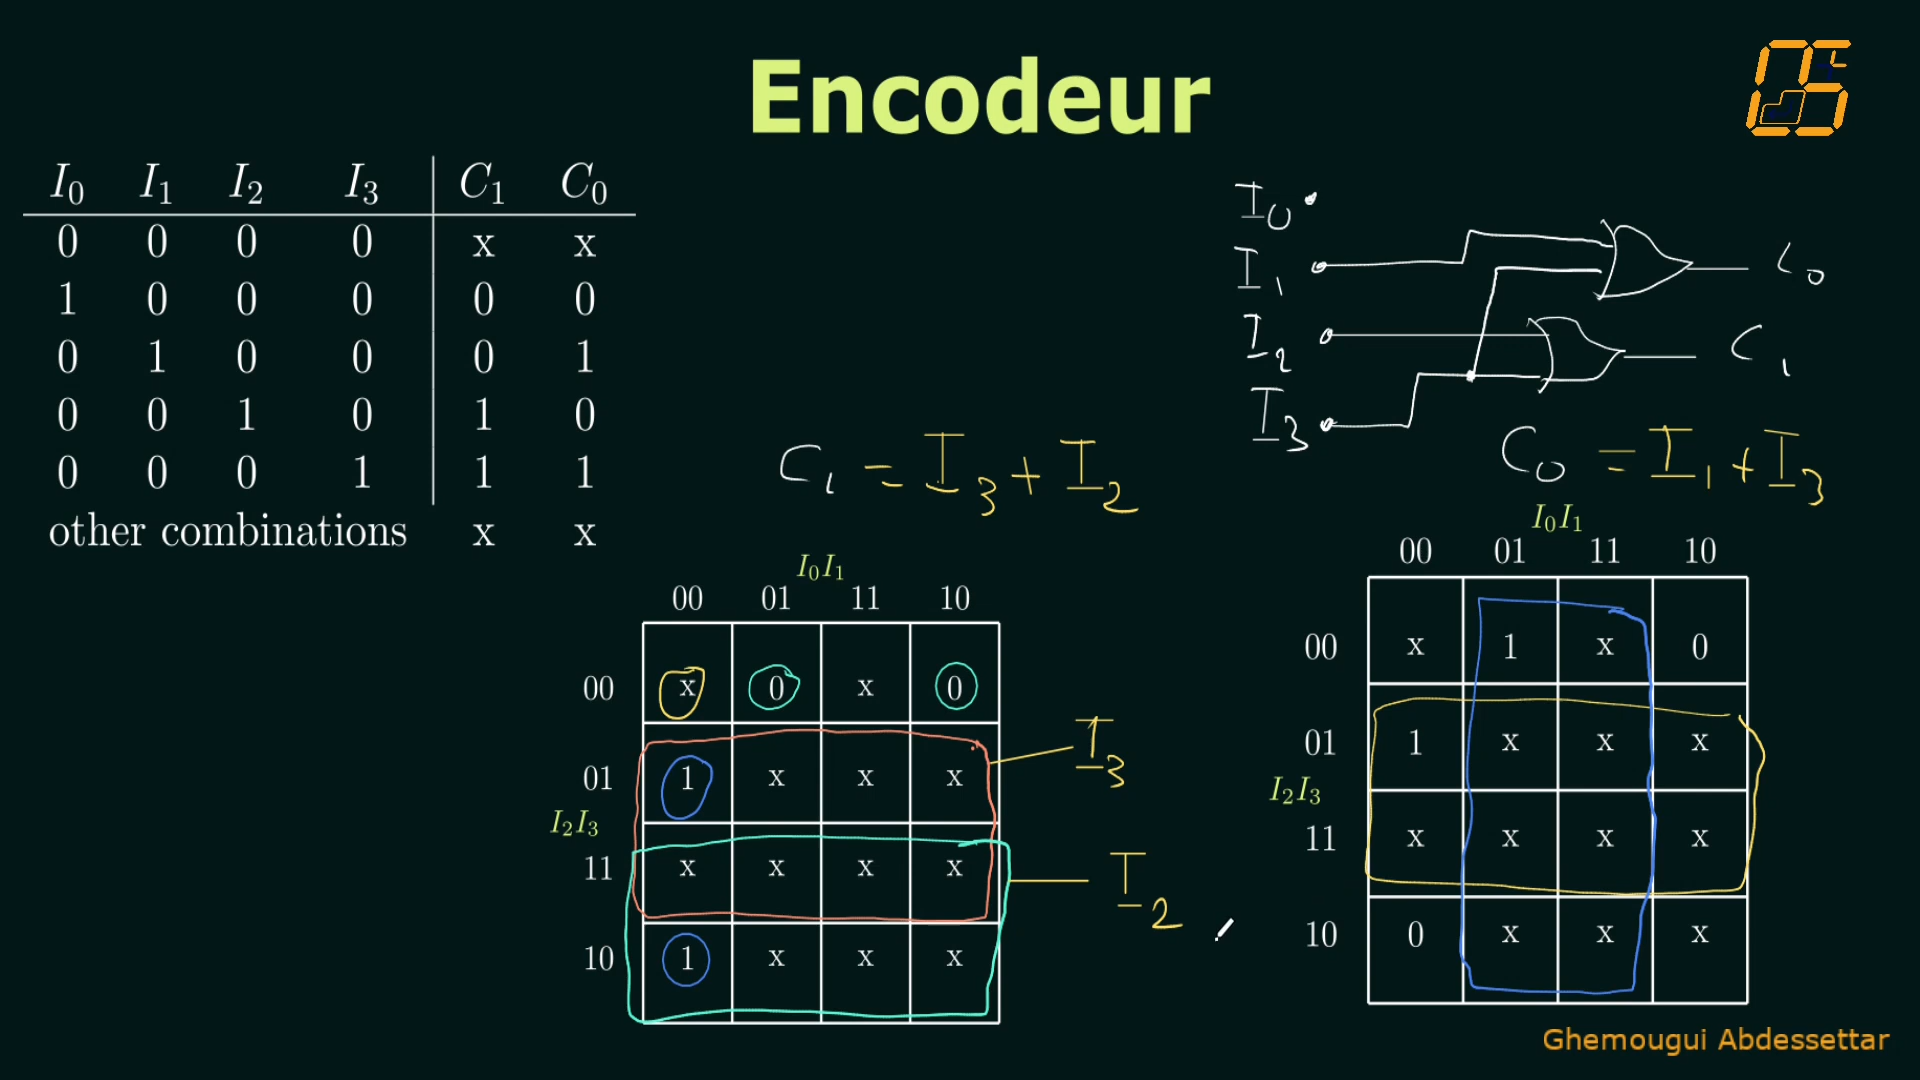 Encodeur
I0 I1 I2 I3 C1 C0
0 0 0 0 x x
1 0 0 0 0 0
0 1 0 0 0 1
0 0 1 0 1 0
0 0 0 1 1 1
other combinations x x
I0
I1
I2
I3
C0
C1
C1 = I3 + I2
C0 = I1 + I3
I0I1
00 01 11 10
00 x 0 x 0
01 1 x x x
I2I3
11 x x x x
10 1 x x x
I3
I2
I0I1
00 01 11 10
00 x 1 x 0
01 1 x x x
I2I3
11 x x x x
10 0 x x x
Ghemougui Abdessettar